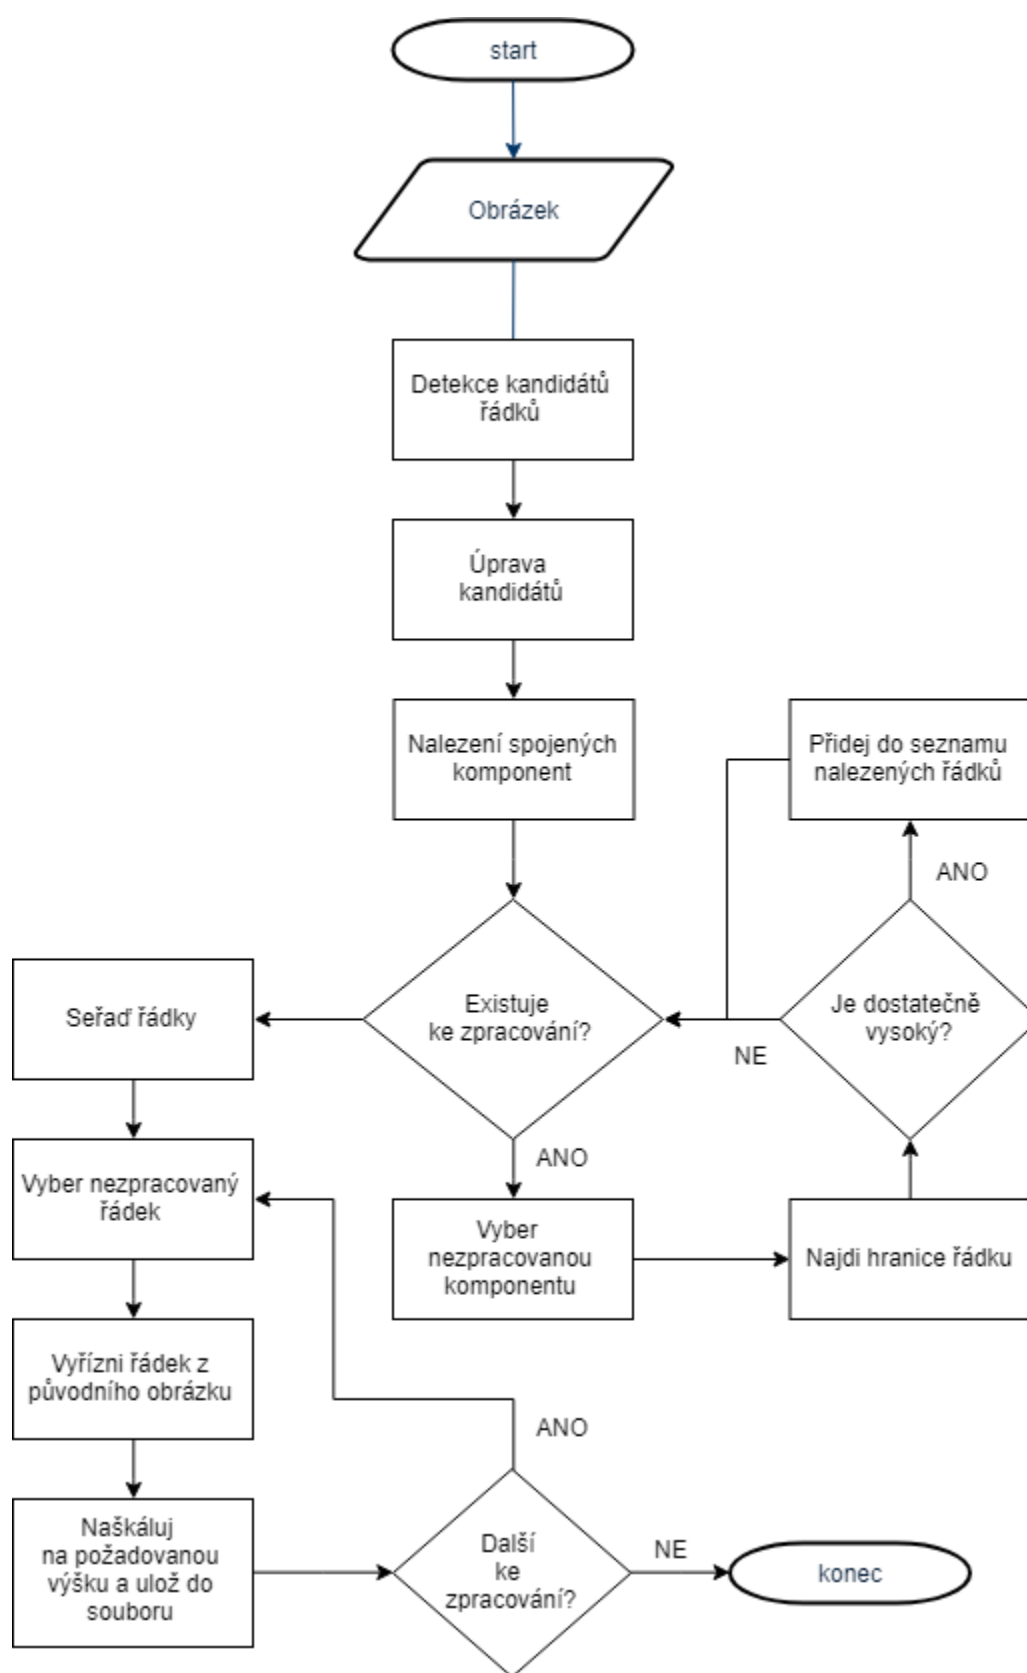 start
Obrázek
Detekce kandidátů
řádků
Úprava
kandidátů
Nalezení spojených
komponent
Přidej do seznamu
nalezených řádků
ANO
Existuje
ke zpracování?
Je dostatečně
vysoký?
NE
Seřaď řádky
ANO
Vyber nezpracovaný
řádek
Vyber
nezpracovanou
komponentu
Najdi hranice řádku
Vyřízni řádek z
původního obrázku
ANO
Naškáluj
na požadovanou
výšku a ulož do
souboru
Další
ke
zpracování?
NE
konec